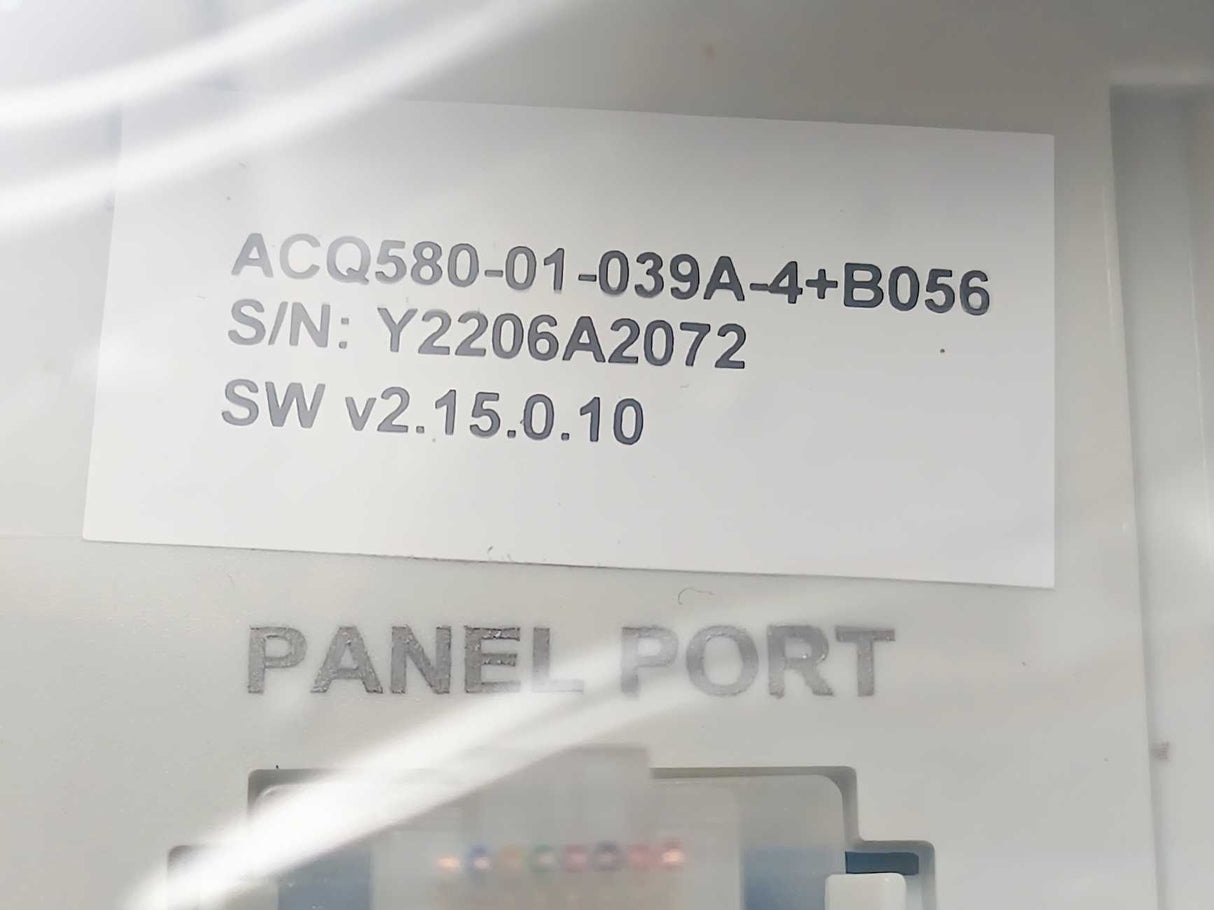 ACQ580-01-039A-4+B056
S/N: Y2206A2072
SW v2.15.0.10
PANEL PORT